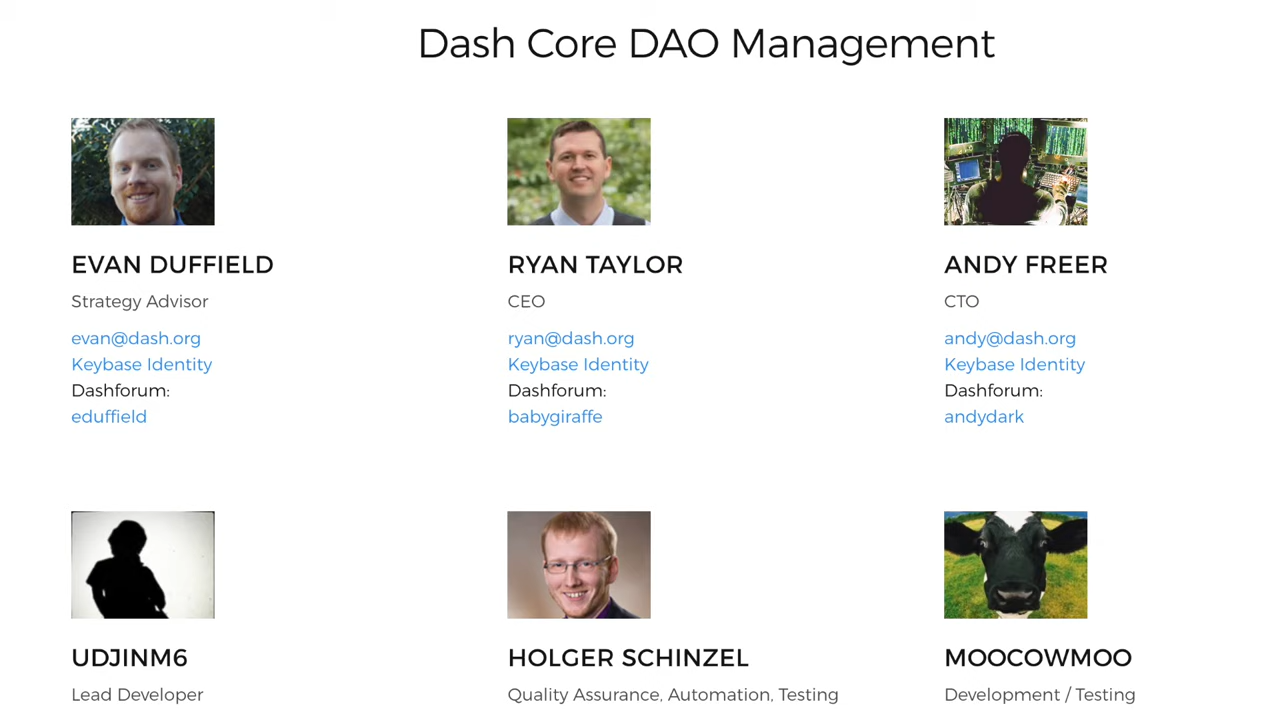 Dash Core DAO Management
EVAN DUFFIELD
Strategy Advisor
evan@dash.org
Keybase Identity
Dashforum:
eduffield
RYAN TAYLOR
CEO
ryan@dash.org
Keybase Identity
Dashforum:
babygiraffe
ANDY FREER
CTO
andy@dash.org
Keybase Identity
Dashforum:
andydark
UDJINM6
Lead Developer
HOLGER SCHINZEL
Quality Assurance, Automation, Testing
MOOCOWMOO
Development / Testing